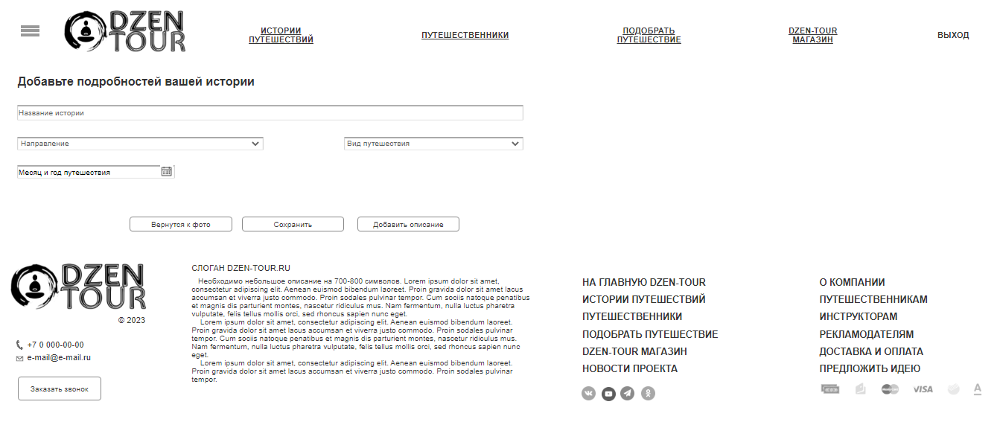 DZEN
TOUR
ИСТОРИИ
ПУТЕШЕСТВИЙ
ПУТЕШЕСТВЕННИКИ
ПОДОБРАТЬ
ПУТЕШЕСТВИЕ
DZEN-TOUR
МАГАЗИН
ВЫХОД
Добавьте подробностей вашей истории
Название истории
Направление
Вид путешествия
Месяц и год путешествия
Вернутся к фото
Сохранить
Добавить описание
DZEN
TOUR
© 2023
+7 0 000-00-00
e-mail@e-mail.ru
Заказать звонок
СЛОГАН DZEN-TOUR.RU
Необходимо небольшое описание на 700-800 символов. Lorem ipsum dolor sit amet,
consectetur adipiscing elit. Aenean euismod bibendum laoreet. Proin gravida dolor sit amet lacus
accumsan et viverra justo commodo. Proin sodales pulvinar tempor. Cum sociis natoque penatibus
et magnis dis parturient montes, nascetur ridiculus mus. Nam fermentum, nulla luctus pharetra
vulputate, felis tellus mollis orci, sed rhoncus sapien nunc eget.
Lorem ipsum dolor sit amet, consectetur adipiscing elit. Aenean euismod bibendum laoreet.
Proin gravida dolor sit amet lacus accumsan et viverra justo commodo. Proin sodales pulvinar
tempor. Cum sociis natoque penatibus et magnis dis parturient montes, nascetur ridiculus mus.
Nam fermentum, nulla luctus pharetra vulputate, felis tellus mollis orci, sed rhoncus sapien nunc
eget.
Lorem ipsum dolor sit amet, consectetur adipiscing elit. Aenean euismod bibendum laoreet.
Proin gravida dolor sit amet lacus accumsan et viverra justo commodo. Proin sodales pulvinar
tempor.
НА ГЛАВНУЮ DZEN-TOUR
ИСТОРИИ ПУТЕШЕСТВИЙ
ПУТЕШЕСТВЕННИКИ
ПОДОБРАТЬ ПУТЕШЕСТВИЕ
DZEN-TOUR МАГАЗИН
НОВОСТИ ПРОЕКТА
О КОМПАНИИ
ПУТЕШЕСТВЕННИКАМ
ИНСТРУКТОРАМ
РЕКЛАМОДАТЕЛЯМ
ДОСТАВКА И ОПЛАТА
ПРЕДЛОЖИТЬ ИДЕЮ
VISA
A